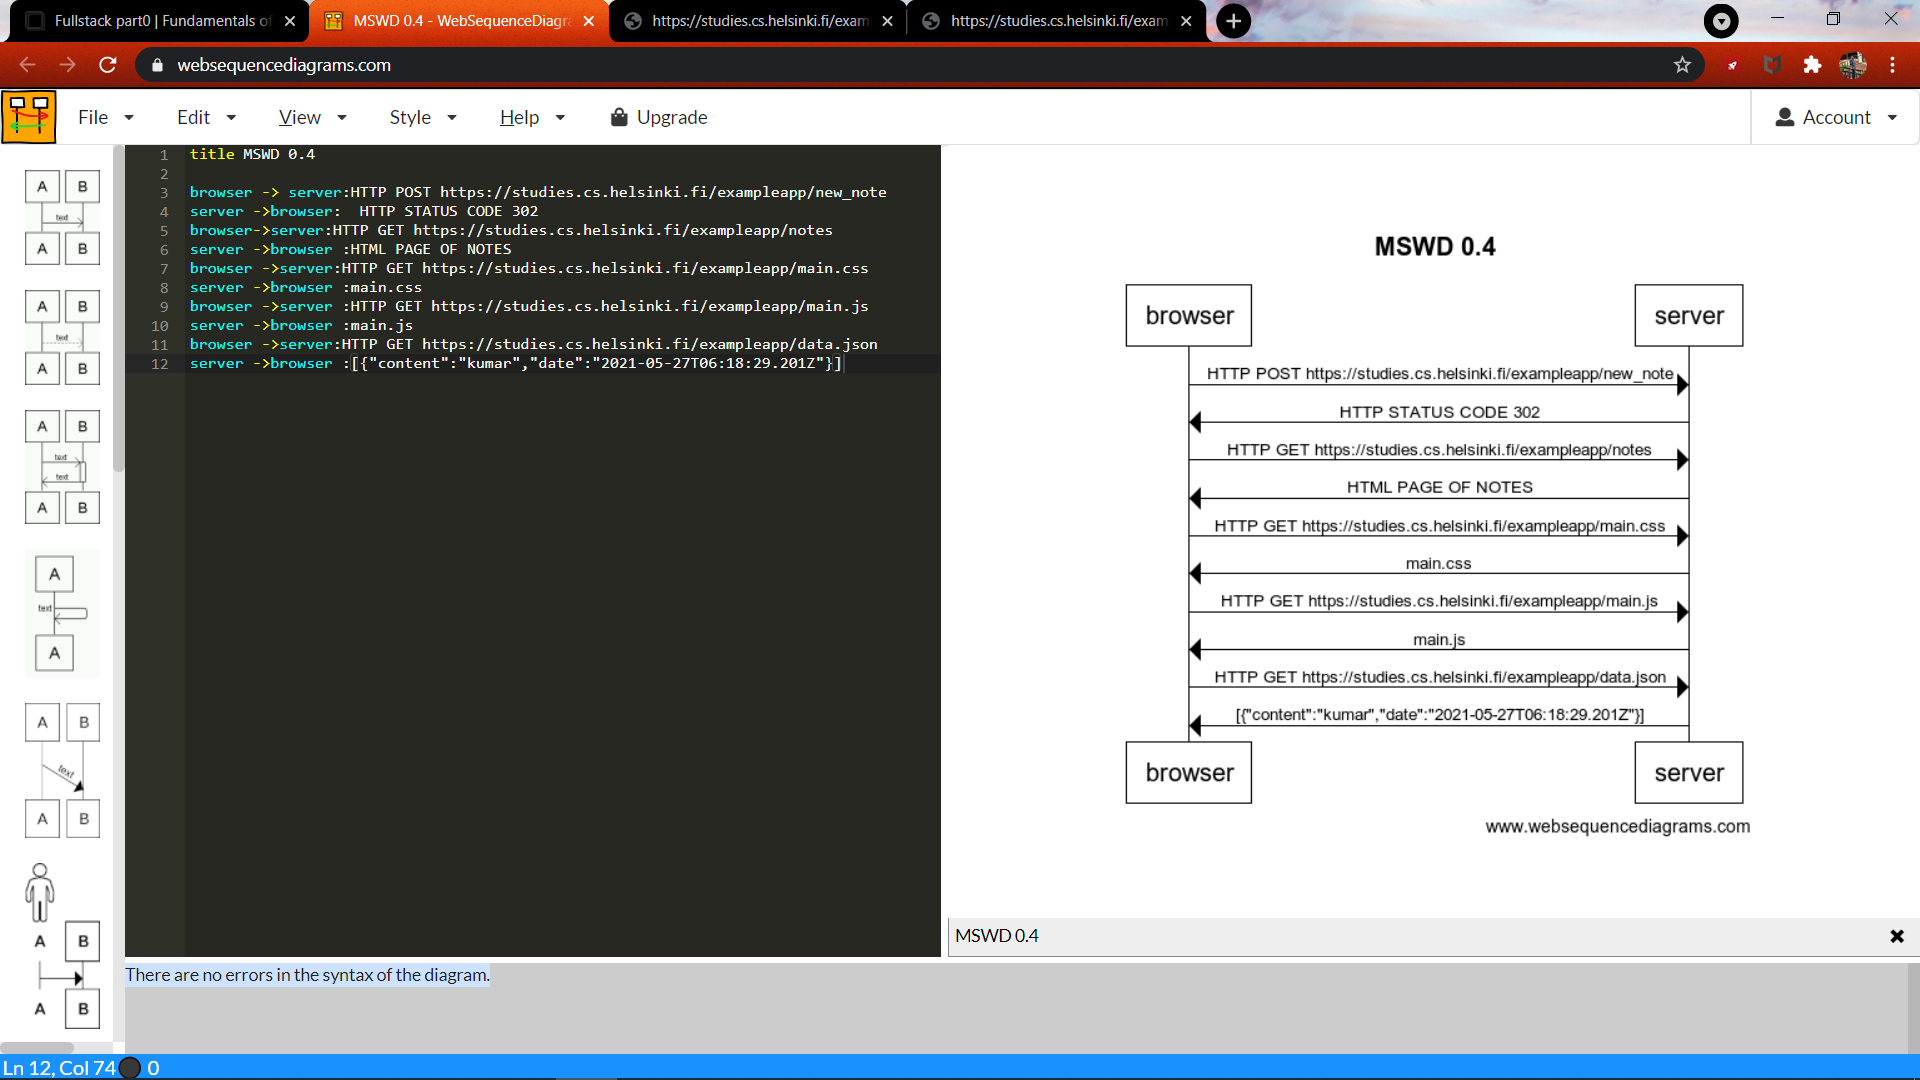 Fullstack part0 | Fundamentals of
MSWD 0.4 - WebSequenceDiagr
https://studies.cs.helsinki.fi/exam
https://studies.cs.helsinki.fi/exam
websequencediagrams.com
File
Edit
View
Style
Help
Upgrade
Account
A B
text
A B
A B
text
A B
A B
text
text
A B
A
text
A
A B
text
A B
A B
A B
1 title MSWD 0.4
2
3 browser -> server:HTTP POST https://studies.cs.helsinki.fi/exampleapp/new_note
4 server ->browser:  HTTP STATUS CODE 302
5 browser->server:HTTP GET https://studies.cs.helsinki.fi/exampleapp/notes
6 server ->browser :HTML PAGE OF NOTES
7 browser ->server:HTTP GET https://studies.cs.helsinki.fi/exampleapp/main.css
8 server ->browser :main.css
9 browser ->server :HTTP GET https://studies.cs.helsinki.fi/exampleapp/main.js
10 server ->browser :main.js
11 browser ->server:HTTP GET https://studies.cs.helsinki.fi/exampleapp/data.json
12 server ->browser :[{"content":"kumar","date":"2021-05-27T06:18:29.201Z"}]
MSWD 0.4
browser server
HTTP POST https://studies.cs.helsinki.fi/exampleapp/new_note
HTTP STATUS CODE 302
HTTP GET https://studies.cs.helsinki.fi/exampleapp/notes
HTML PAGE OF NOTES
HTTP GET https://studies.cs.helsinki.fi/exampleapp/main.css
main.css
HTTP GET https://studies.cs.helsinki.fi/exampleapp/main.js
main.js
HTTP GET https://studies.cs.helsinki.fi/exampleapp/data.json
[{"content":"kumar","date":"2021-05-27T06:18:29.201Z"}]
browser server
www.websequencediagrams.com
MSWD 0.4
There are no errors in the syntax of the diagram.
Ln 12, Col 74 0